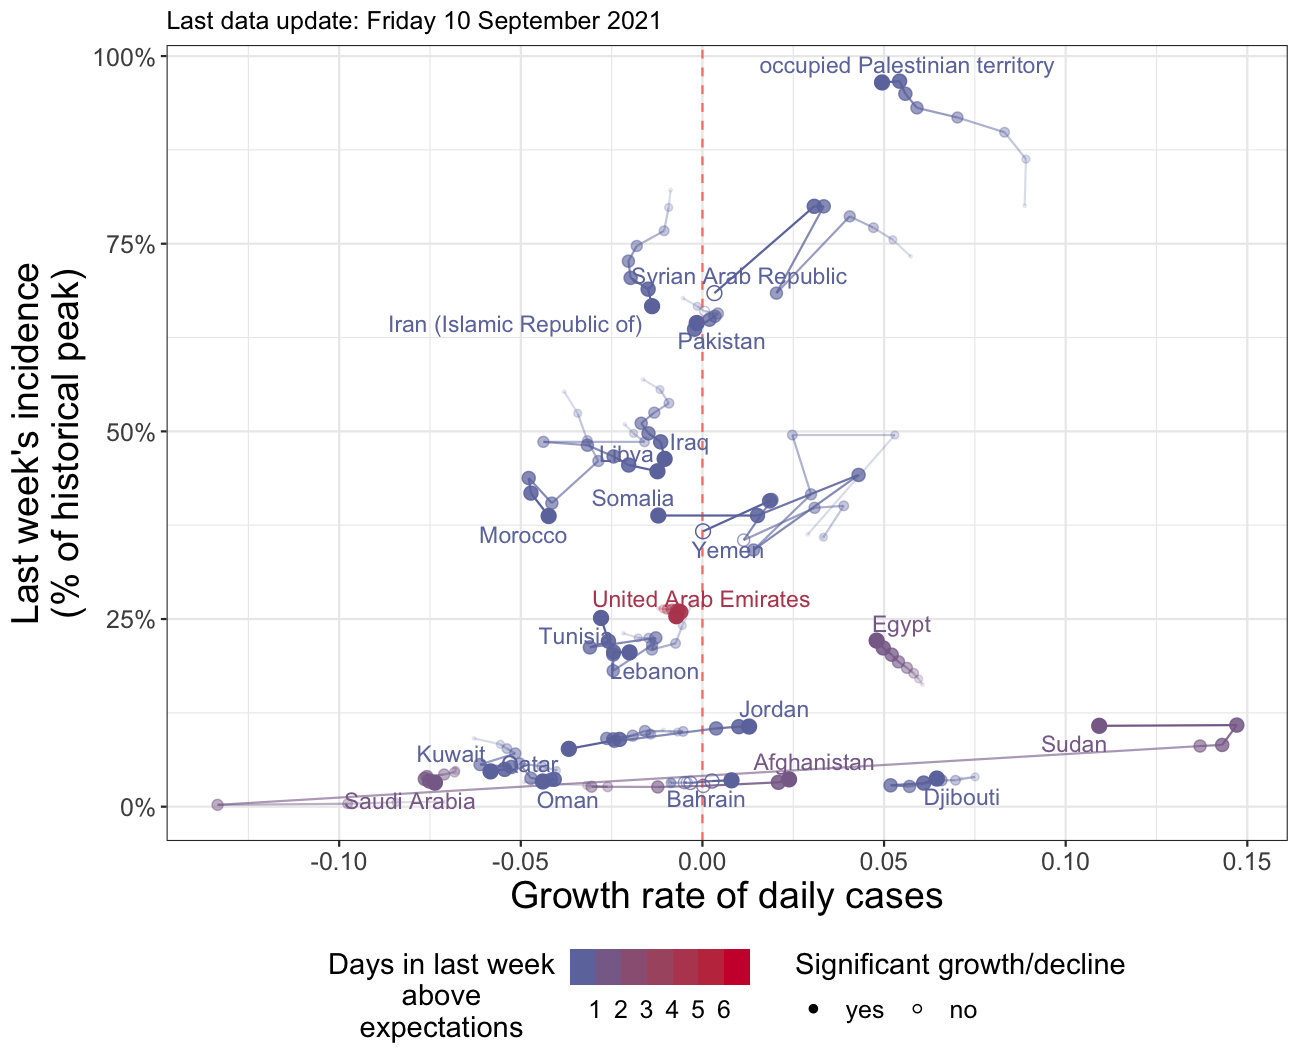 Last data update: Friday 10 September 2021
100%
75%
50%
25%
0%
Last week's incidence
(% of historical peak)
occupied Palestinian territory
Syrian Arab Republic
Iran (Islamic Republic of)
Pakistan
Iraq
Libya
Somalia
Morocco
Yemen
United Arab Emirates
Tunisia
Egypt
Lebanon
Jordan
Sudan
Kuwait
Qatar
Afghanistan
Saudi Arabia
Oman
Bahrain
Djibouti
-0.10 -0.05 0.00 0.05 0.10 0.15
Growth rate of daily cases
Days in last week
above
expectations
1 2 3 4 5 6
Significant growth/decline
yes no